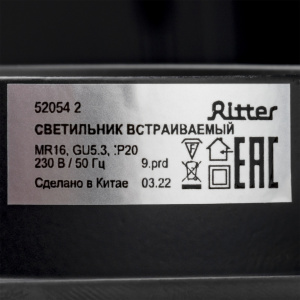 52054 2 Ritter
СВЕТИЛЬНИК ВСТРАИВАЕМЫЙ
MR16, GU5.3, IP20
230 В / 50 Гц 9.prd
Сделано в Китае 03.22
F
EAC